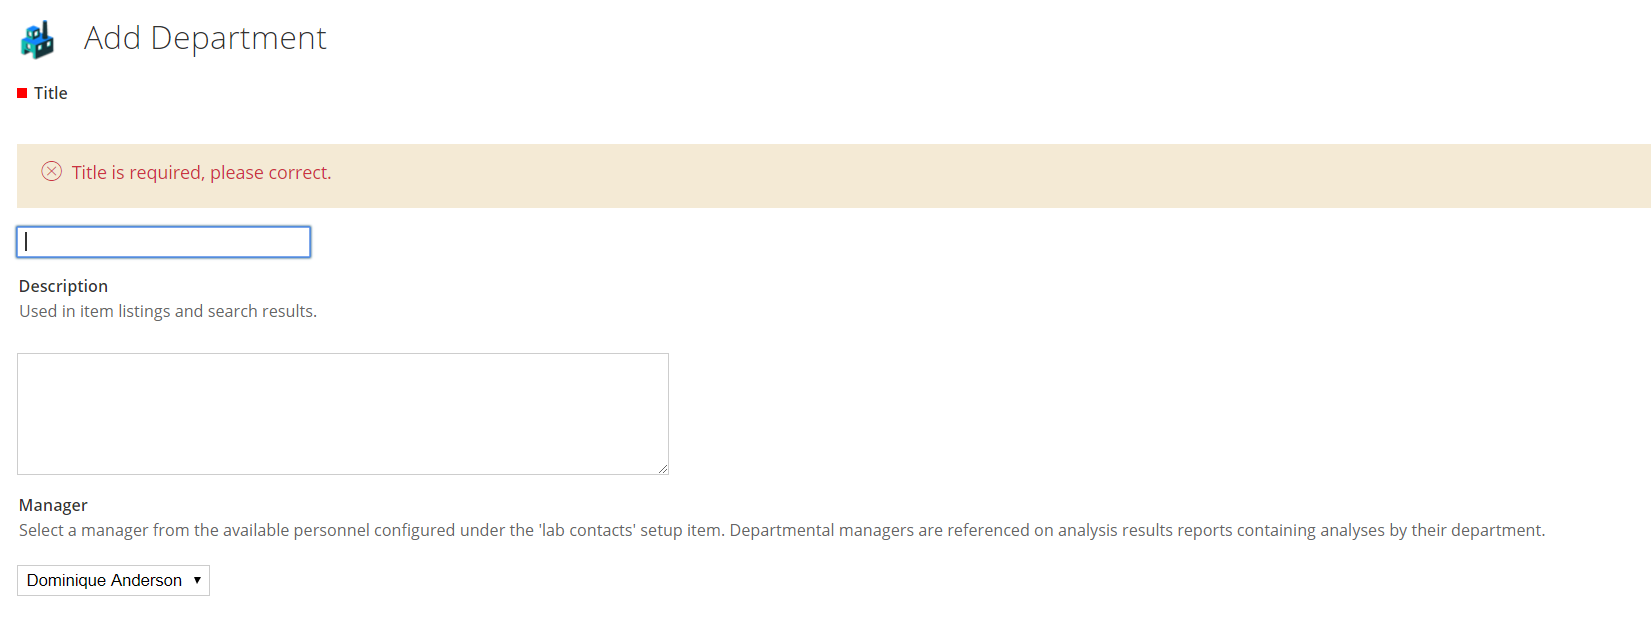 Add Department
Title
Title is required, please correct.
Description
Used in item listings and search results.
Manager
Select a manager from the available personnel configured under the 'lab contacts' setup item. Departmental managers are referenced on analysis results reports containing analyses by their department.
Dominique Anderson